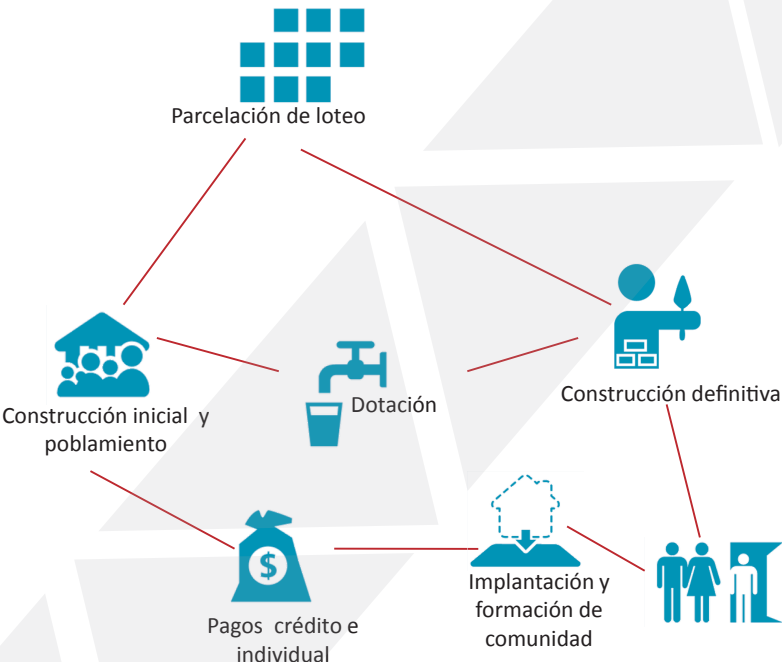 Parcelación de loteo
Construcción inicial y
poblamiento
Dotación
Construcción definitiva
$
Pagos crédito e
individual
Implantación y
formación de
comunidad